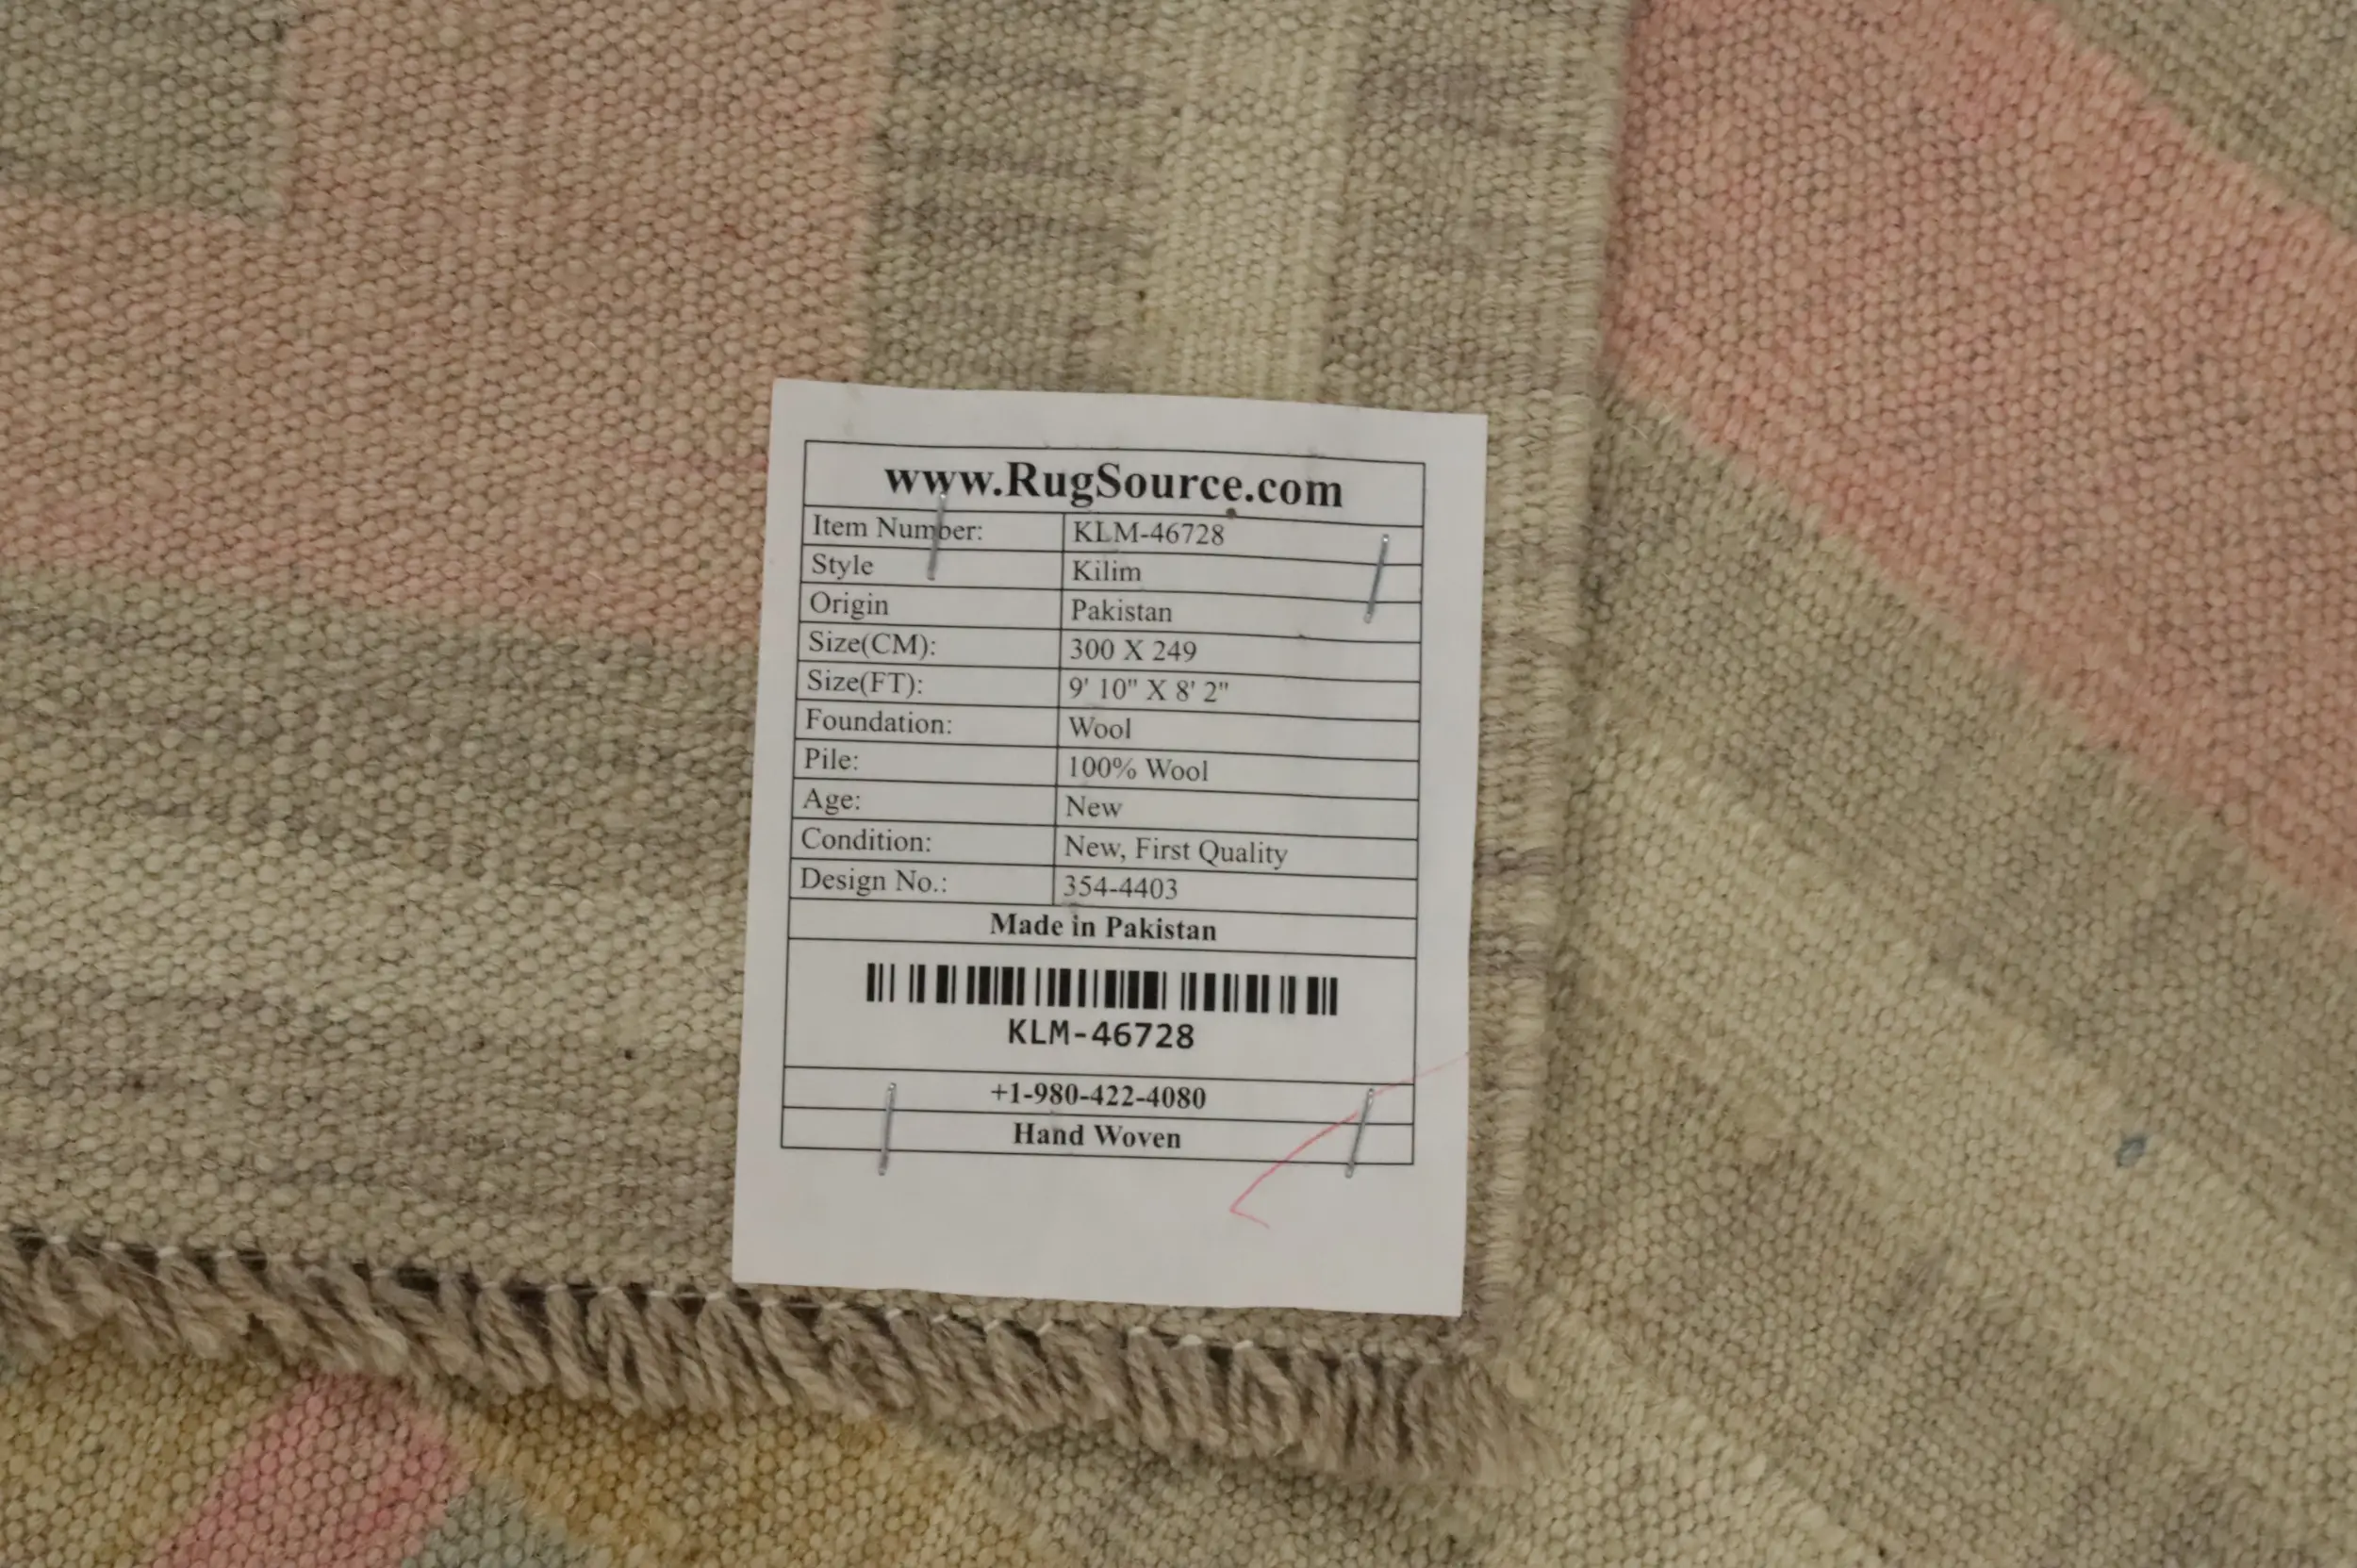 www.RugSource.com
Item Number: KLM-46728
Style Kilim
Origin Pakistan
Size(CM): 300 X 249
Size(FT): 9' 10" X 8' 2"
Foundation: Wool
Pile: 100% Wool
Age: New
Condition: New, First Quality
Design No.: 354-4403
Made in Pakistan
KLM-46728
+1-980-422-4080
Hand Woven